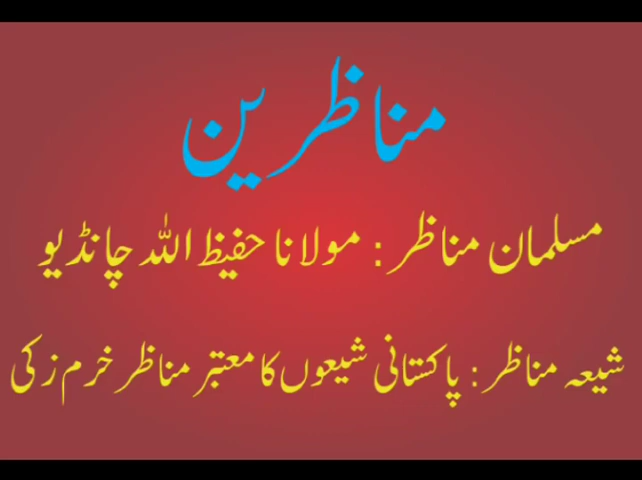 مناظرین
مسلمان مناظر : مولانا حفیظ اللہ چانڈیو
شیعہ مناظر : پاکستانی شیعوں کا معتبر مناظر خرم زکی